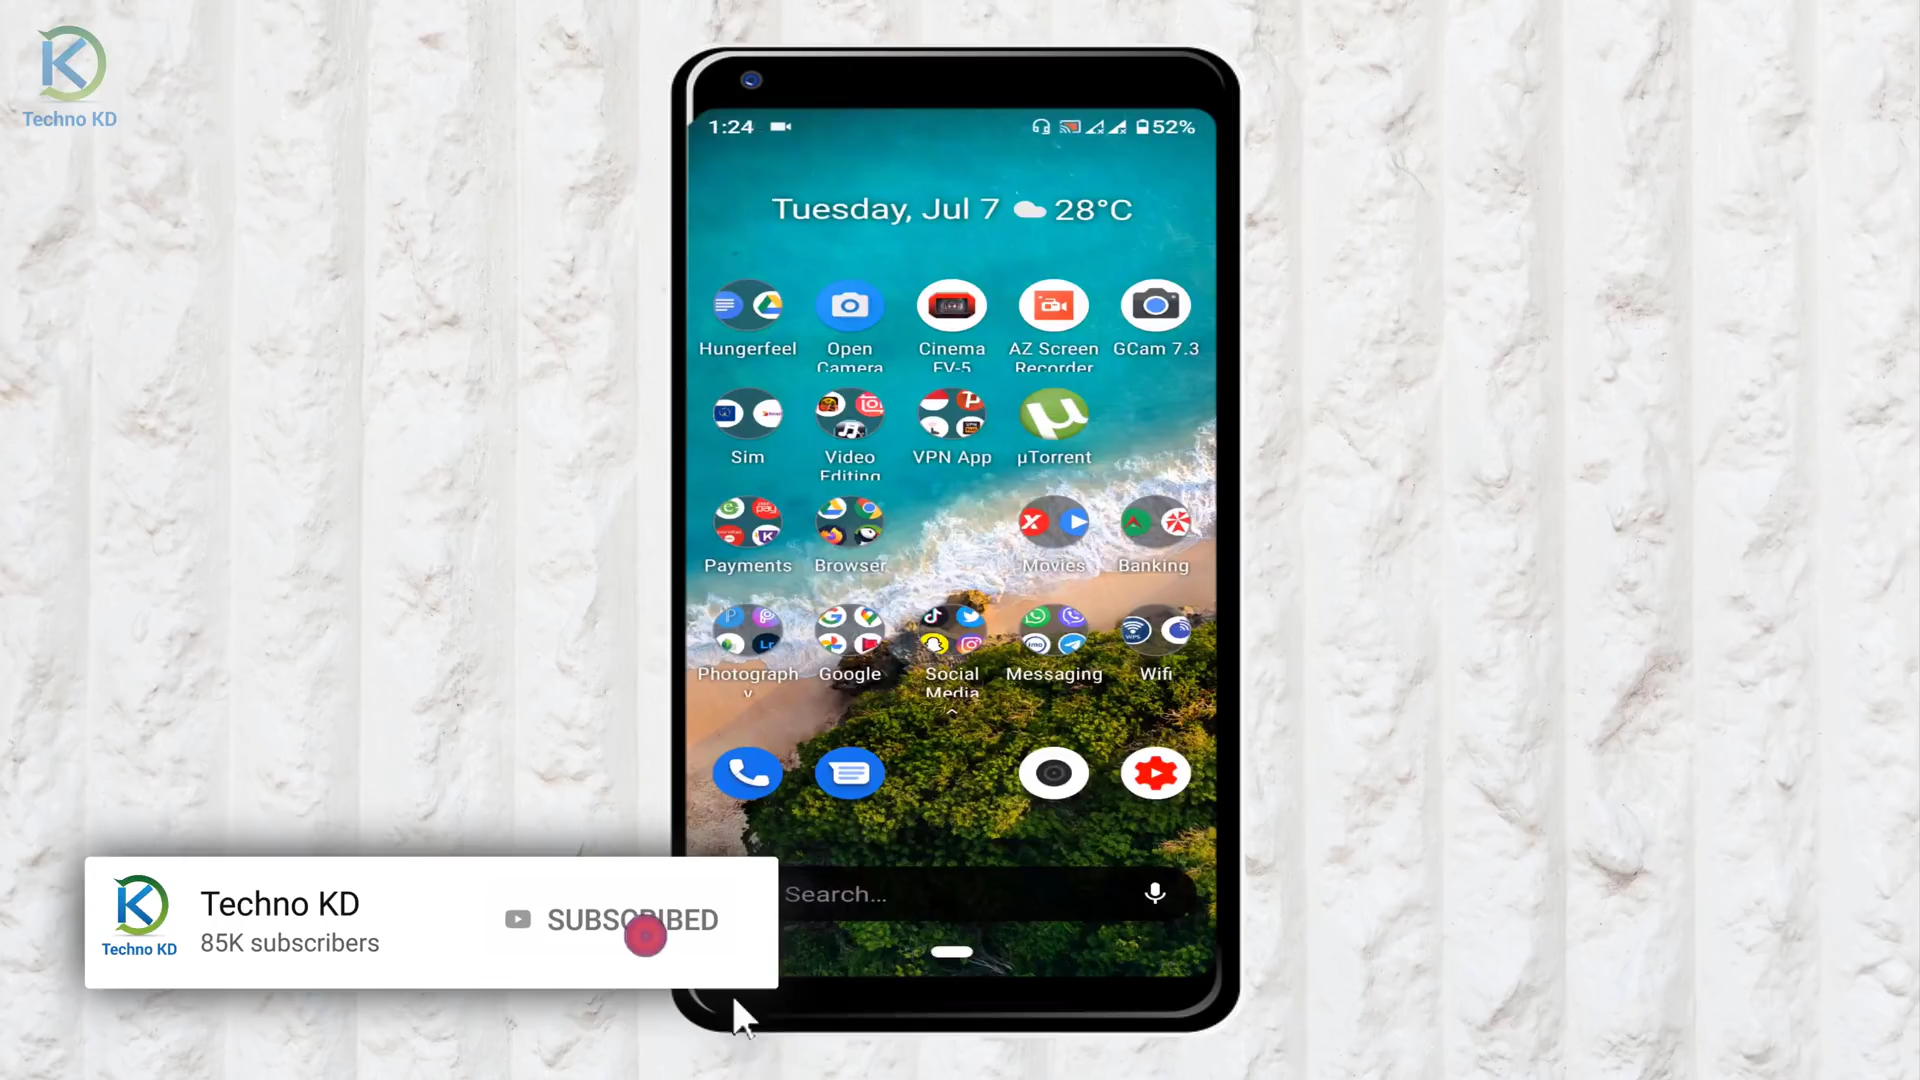 Techno KD
1:24
52%
Tuesday, Jul 7 28°C
Hungerfeel
Open Camera
Cinema FV-5
AZ Screen Recorder
GCam 7.3
Sim
Video Editing
VPN App
µTorrent
Payments
Browser
Movies
Banking
Photography
Google
Social Media
Messaging
Wifi
Search...
Techno KD
Techno KD
85K subscribers
SUBSCRIBED